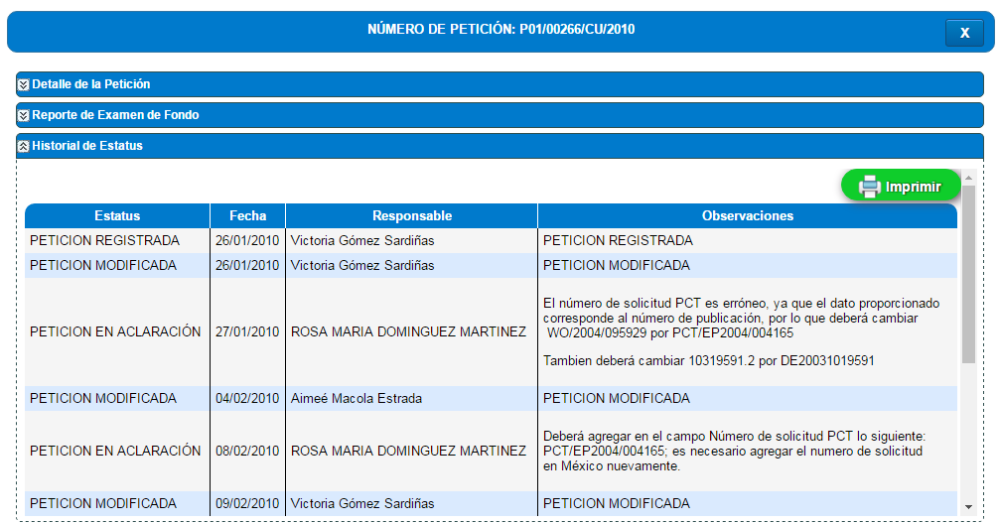 NÚMERO DE PETICIÓN: P01/00266/CU/2010
X
Detalle de la Petición
Reporte de Examen de Fondo
Historial de Estatus
Imprimir
Estatus Fecha Responsable Observaciones
PETICION REGISTRADA 26/01/2010 Victoria Gómez Sardiñas PETICION REGISTRADA
PETICION MODIFICADA 26/01/2010 Victoria Gómez Sardiñas PETICION MODIFICADA
El número de solicitud PCT es erróneo, ya que el dato proporcionado
corresponde al número de publicación, por lo que deberá cambiar
PETICION EN ACLARACIÓN 27/01/2010 ROSA MARIA DOMINGUEZ MARTINEZ WO/2004/095929 por PCT/EP2004/004165
Tambien deberá cambiar 10319591.2 por DE20031019591
PETICION MODIFICADA 04/02/2010 Aimeé Macola Estrada PETICION MODIFICADA
Deberá agregar en el campo Número de solicitud PCT lo siguiente:
PETICION EN ACLARACIÓN 08/02/2010 ROSA MARIA DOMINGUEZ MARTINEZ PCT/EP2004/004165; es necesario agregar el numero de solicitud
en México nuevamente.
PETICION MODIFICADA 09/02/2010 Victoria Gómez Sardiñas PETICION MODIFICADA